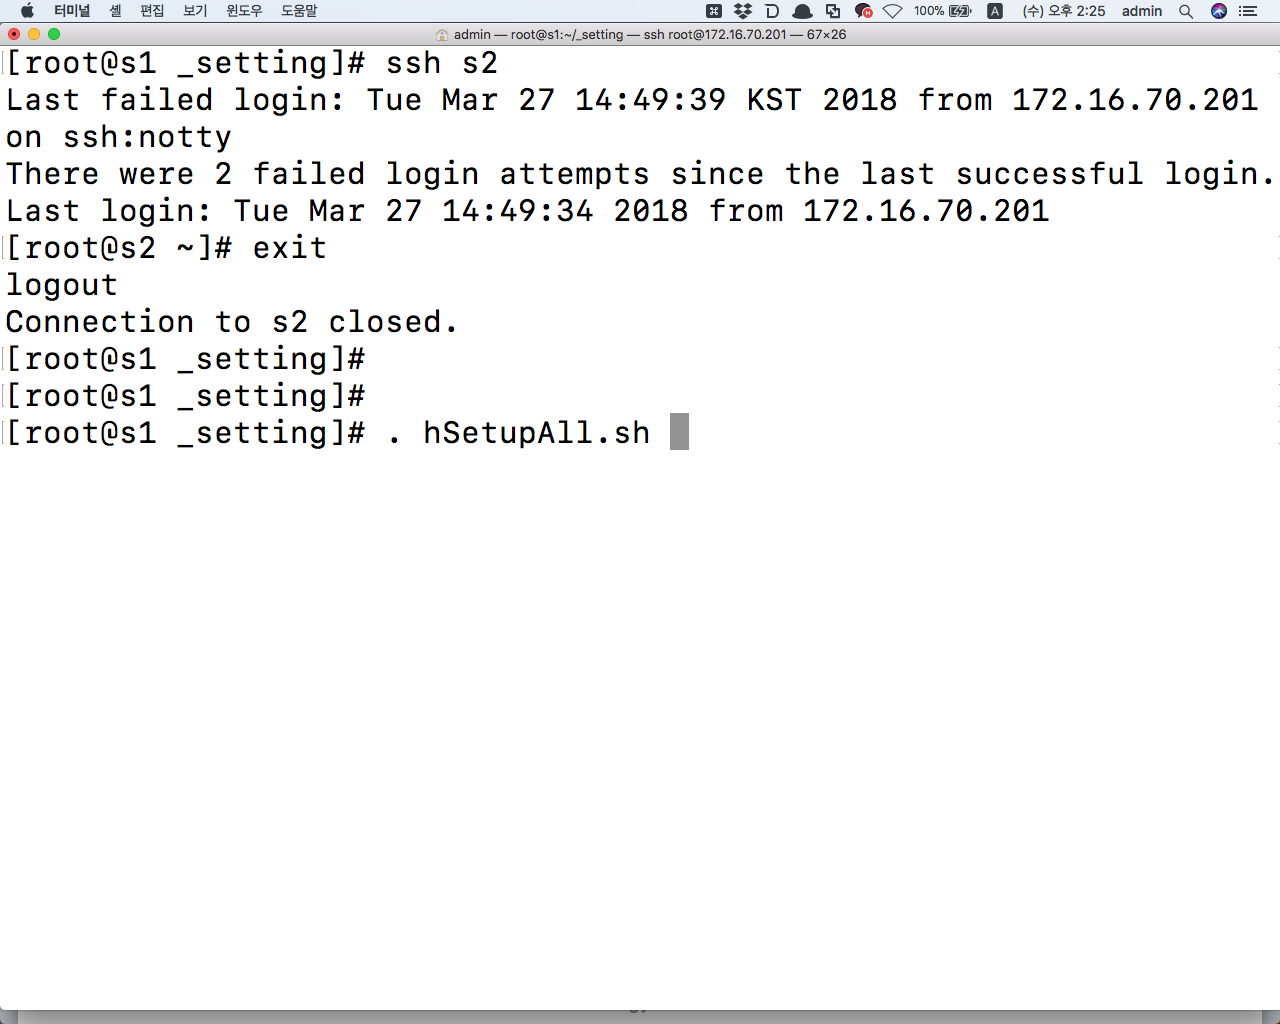 터미널 셸 편집 보기 윈도우 도움말 100% A (수) 오후 2:25 admin
admin — root@s1:~/_setting — ssh root@172.16.70.201 — 67×26
[root@s1 _setting]# ssh s2
Last failed login: Tue Mar 27 14:49:39 KST 2018 from 172.16.70.201
on ssh:notty
There were 2 failed login attempts since the last successful login.
Last login: Tue Mar 27 14:49:34 2018 from 172.16.70.201
[root@s2 ~]# exit
logout
Connection to s2 closed.
[root@s1 _setting]#
[root@s1 _setting]#
[root@s1 _setting]# . hSetupAll.sh